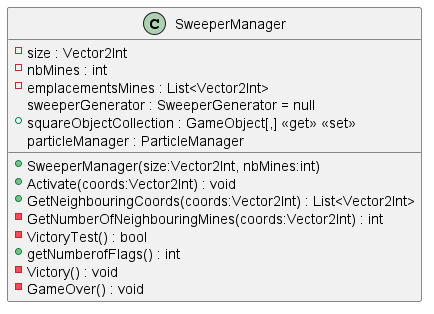 C SweeperManager
size : Vector2Int
nbMines : int
emplacementsMines : List<Vector2Int>
sweeperGenerator : SweeperGenerator = null
squareObjectCollection : GameObject[,] «get» «set»
particleManager : ParticleManager
SweeperManager(size:Vector2Int, nbMines:int)
Activate(coords:Vector2Int) : void
GetNeighbouringCoords(coords:Vector2Int) : List<Vector2Int>
GetNumberOfNeighbouringMines(coords:Vector2Int) : int
VictoryTest() : bool
getNumberofFlags() : int
Victory() : void
GameOver() : void